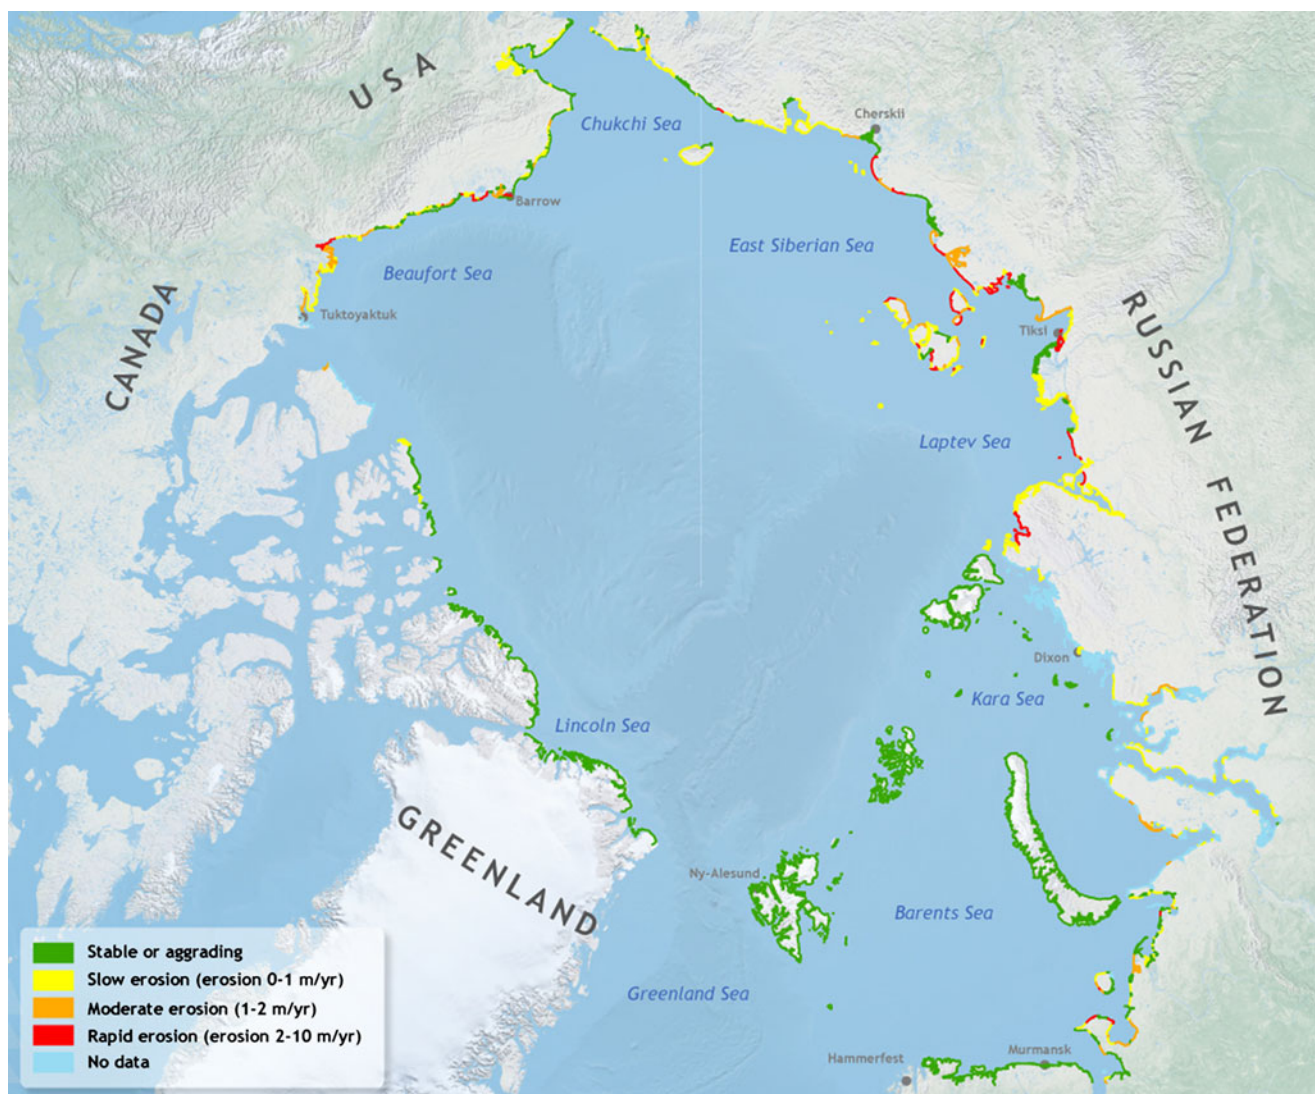 USA
Chukchi Sea
Cherskii
Barrow
East Siberian Sea
Beaufort Sea
CANADA
Tuktoyaktuk
Tiksi
RUSSIAN FEDERATION
Laptev Sea
Dixon
Kara Sea
Lincoln Sea
GREENLAND
Ny-Alesund
Barents Sea
Greenland Sea
Hammerfest
Murmansk
Stable or aggrading
Slow erosion (erosion 0-1 m/yr)
Moderate erosion (1-2 m/yr)
Rapid erosion (erosion 2-10 m/yr)
No data